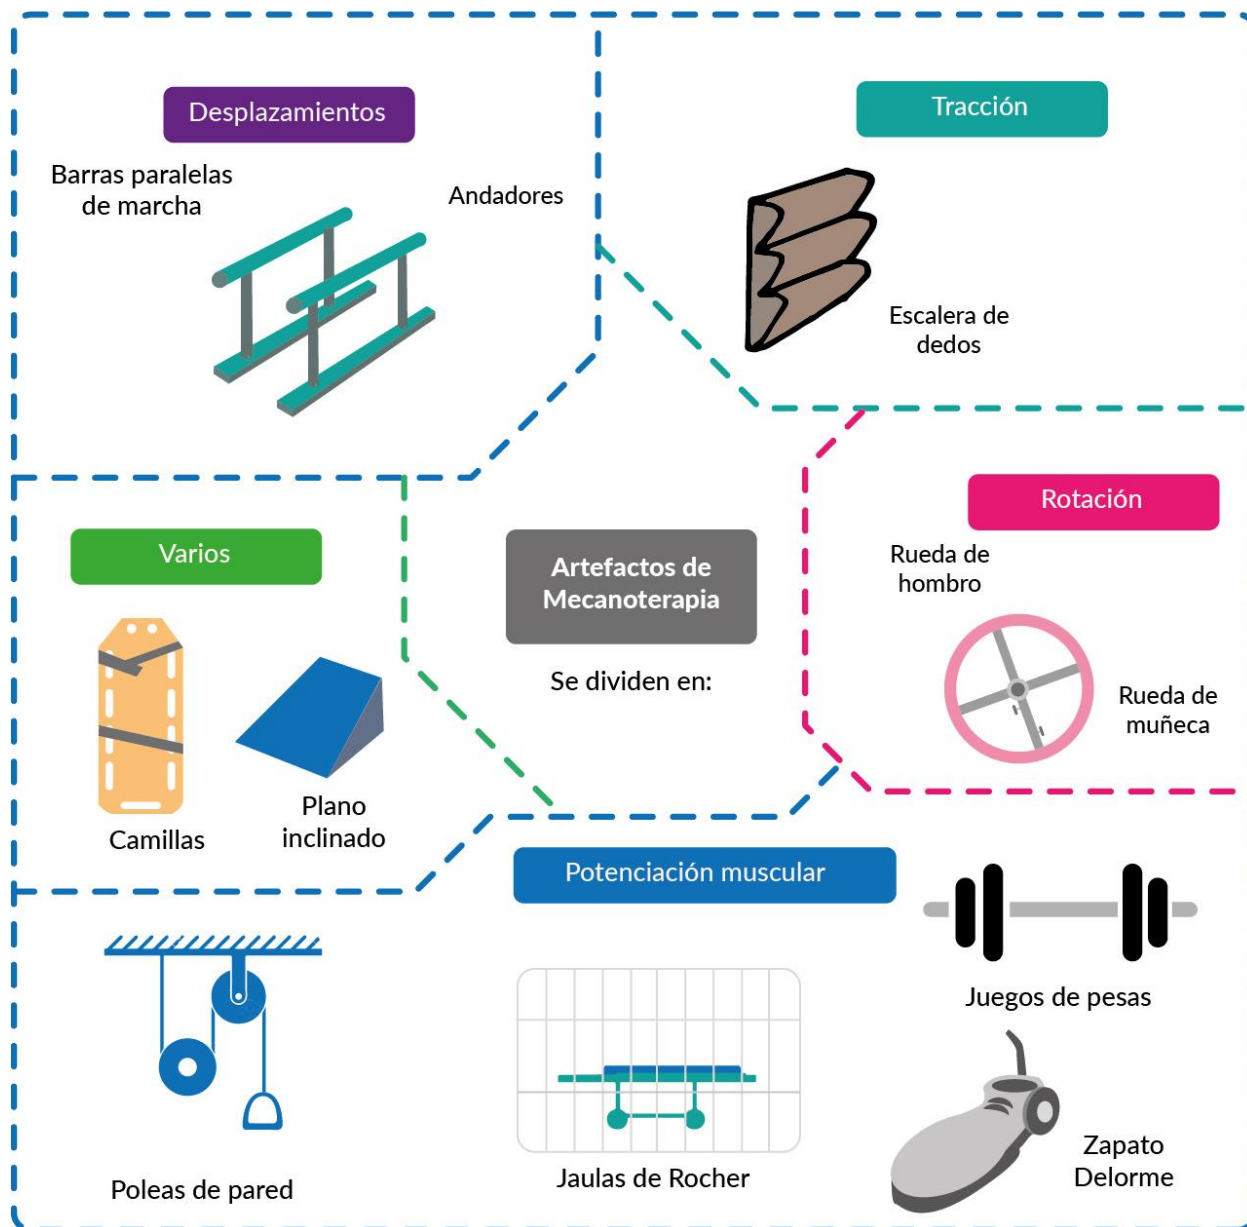 Desplazamientos
Barras paralelas
de marcha
Andadores
Tracción
Escalera de
dedos
Varios
Camillas
Plano
inclinado
Artefactos de
Mecanoterapia
Se dividen en:
Rotación
Rueda de
hombro
Rueda de
muñeca
Potenciación muscular
Poleas de pared
Jaulas de Rocher
Juegos de pesas
Zapato
Delorme